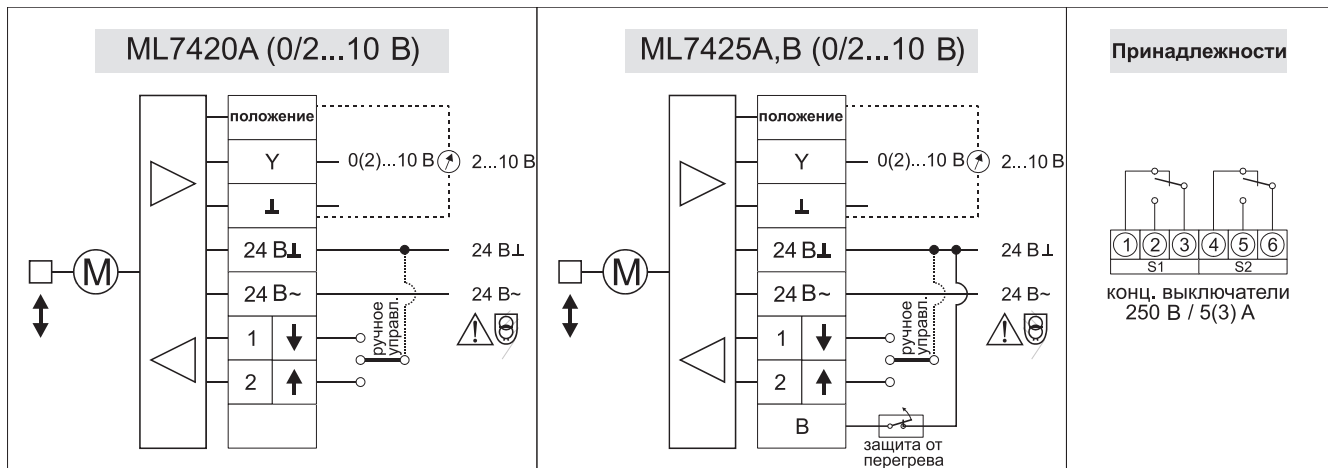 ML7420A (0/2...10 В)
положение
Y
0(2)...10 В
2...10 В
⊥
24 В⊥
24 В⊥
24 В~
24 В~
M
1
ручное
управл.
2
ML7425A,B (0/2...10 В)
положение
Y
0(2)...10 В
2...10 В
⊥
24 В⊥
24 В⊥
24 В~
24 В~
M
1
ручное
управл.
2
B
защита от
перегрева
Принадлежности
1 2 3 4 5 6
S1 S2
конц. выключатели
250 В / 5(3) А